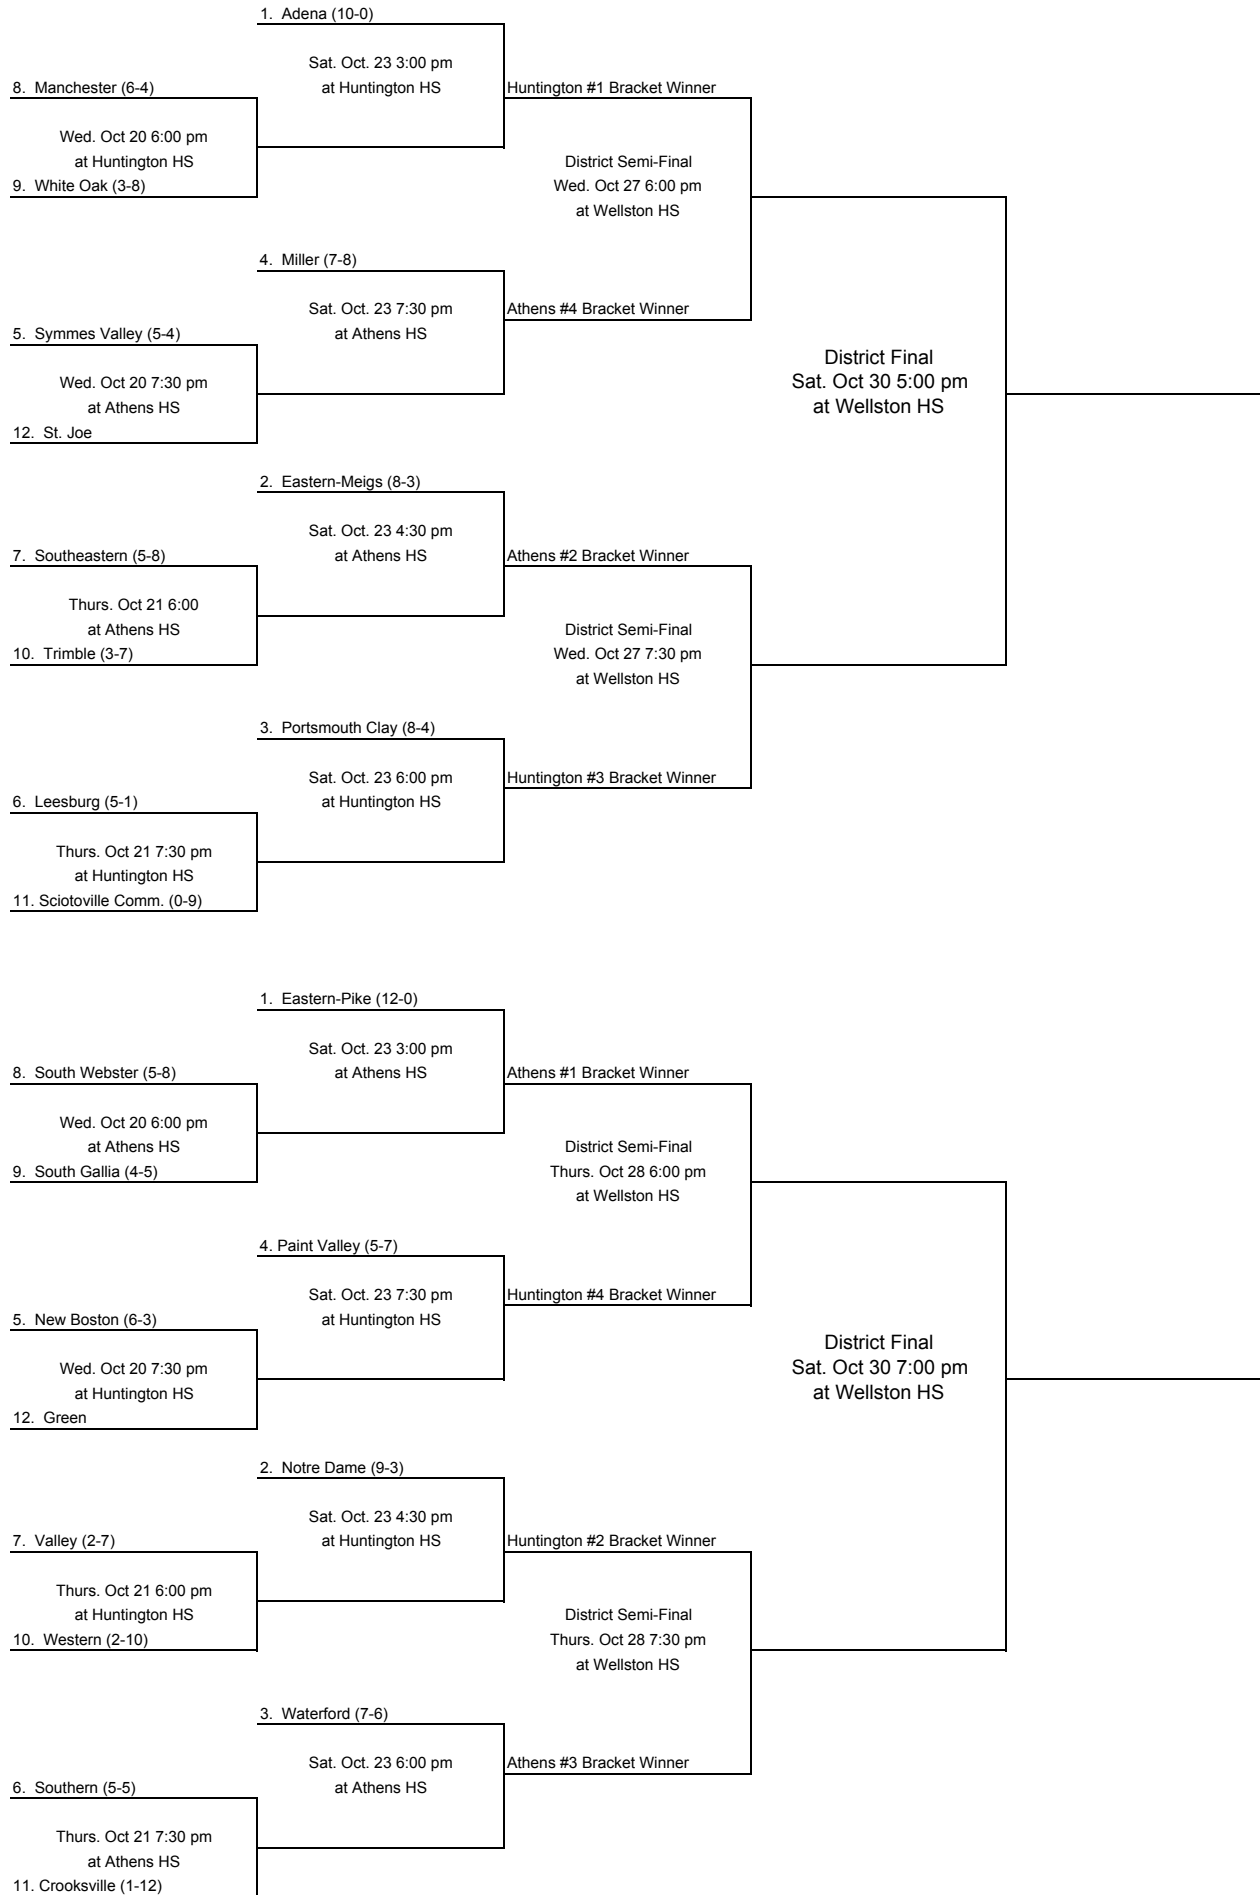 1. Adena (10-0)
Sat. Oct. 23 3:00 pm
8. Manchester (6-4)
at Huntington HS
Huntington #1 Bracket Winner
Wed. Oct 20 6:00 pm
at Huntington HS
District Semi-Final
9. White Oak (3-8)
Wed. Oct 27 6:00 pm
at Wellston HS
4. Miller (7-8)
Sat. Oct. 23 7:30 pm
Athens #4 Bracket Winner
5. Symmes Valley (5-4)
at Athens HS
District Final
Wed. Oct 20 7:30 pm
Sat. Oct 30 5:00 pm
at Athens HS
at Wellston HS
12. St. Joe
2. Eastern-Meigs (8-3)
Sat. Oct. 23 4:30 pm
7. Southeastern (5-8)
at Athens HS
Athens #2 Bracket Winner
Thurs. Oct 21 6:00
at Athens HS
District Semi-Final
10. Trimble (3-7)
Wed. Oct 27 7:30 pm
at Wellston HS
3. Portsmouth Clay (8-4)
Sat. Oct. 23 6:00 pm
Huntington #3 Bracket Winner
6. Leesburg (5-1)
at Huntington HS
Thurs. Oct 21 7:30 pm
at Huntington HS
11. Sciotoville Comm. (0-9)
1. Eastern-Pike (12-0)
Sat. Oct. 23 3:00 pm
8. South Webster (5-8)
at Athens HS
Athens #1 Bracket Winner
Wed. Oct 20 6:00 pm
at Athens HS
District Semi-Final
9. South Gallia (4-5)
Thurs. Oct 28 6:00 pm
at Wellston HS
4. Paint Valley (5-7)
Sat. Oct. 23 7:30 pm
Huntington #4 Bracket Winner
5. New Boston (6-3)
at Huntington HS
District Final
Wed. Oct 20 7:30 pm
Sat. Oct 30 7:00 pm
at Huntington HS
at Wellston HS
12. Green
2. Notre Dame (9-3)
Sat. Oct. 23 4:30 pm
7. Valley (2-7)
at Huntington HS
Huntington #2 Bracket Winner
Thurs. Oct 21 6:00 pm
at Huntington HS
District Semi-Final
10. Western (2-10)
Thurs. Oct 28 7:30 pm
at Wellston HS
3. Waterford (7-6)
Sat. Oct. 23 6:00 pm
Athens #3 Bracket Winner
6. Southern (5-5)
at Athens HS
Thurs. Oct 21 7:30 pm
at Athens HS
11. Crooksville (1-12)